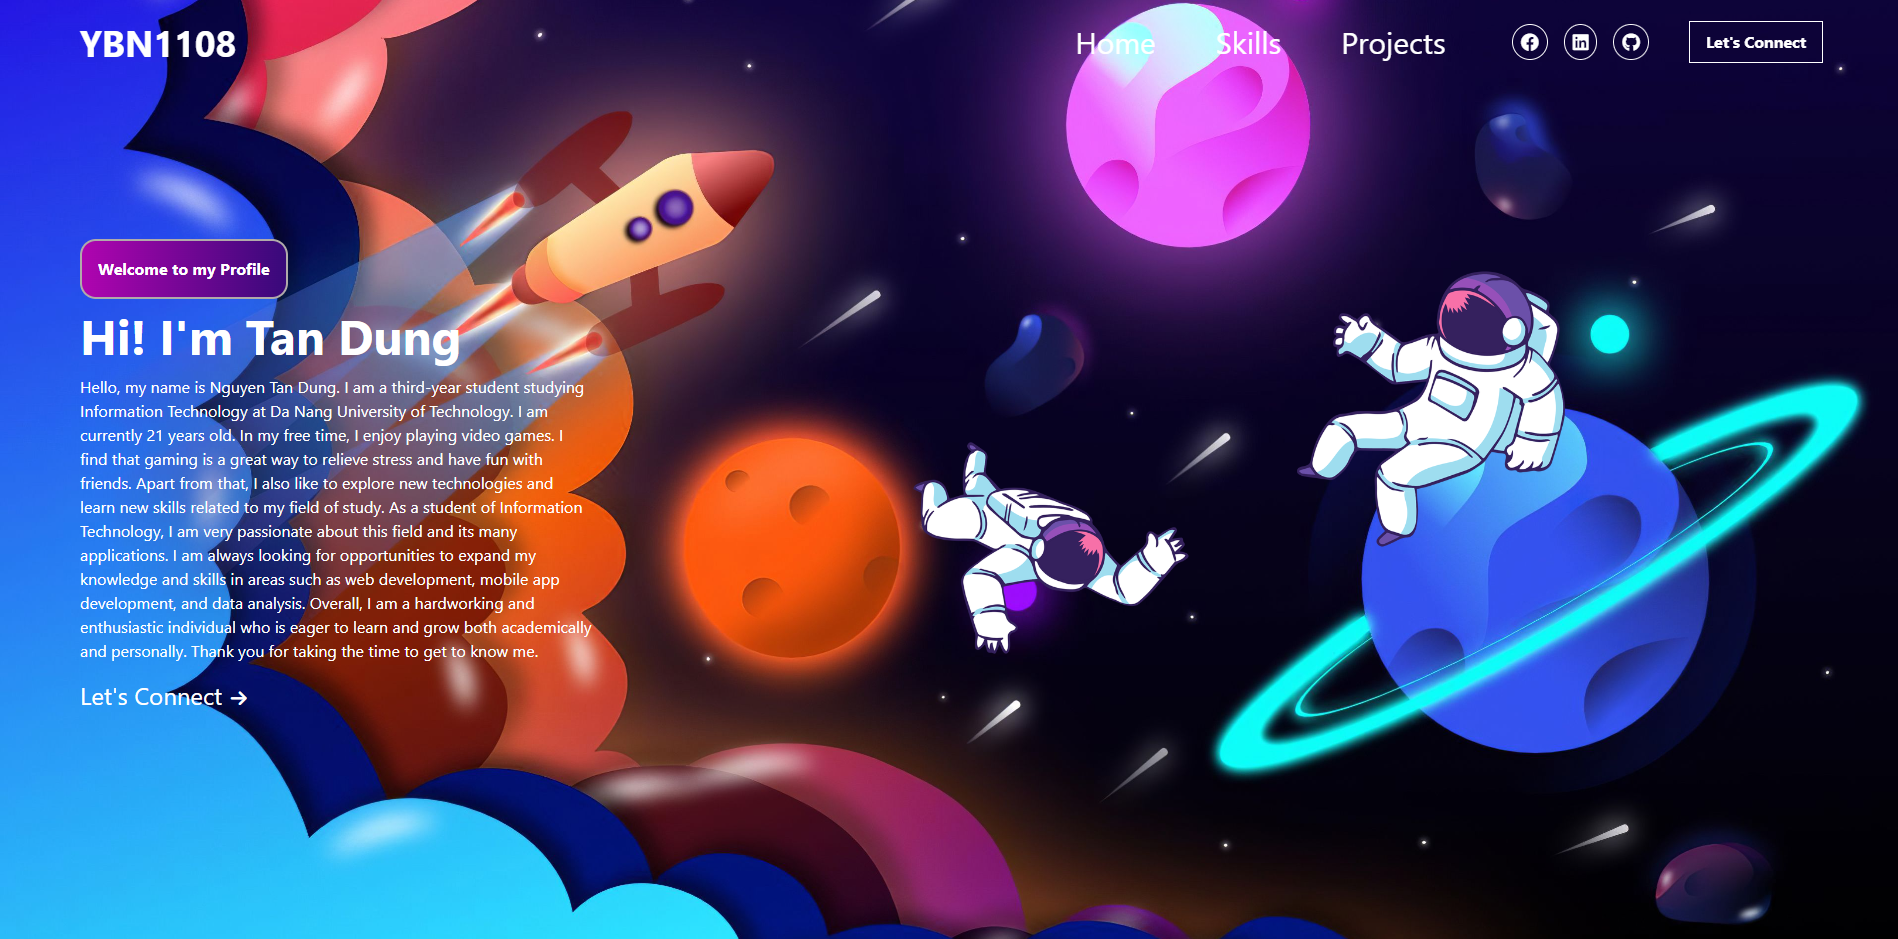 YBN1108
Home Skills Projects Let's Connect
Welcome to my Profile
Hi! I'm Tan Dung
Hello, my name is Nguyen Tan Dung. I am a third-year student studying
Information Technology at Da Nang University of Technology. I am
currently 21 years old. In my free time, I enjoy playing video games. I
find that gaming is a great way to relieve stress and have fun with
friends. Apart from that, I also like to explore new technologies and
learn new skills related to my field of study. As a student of Information
Technology, I am very passionate about this field and its many
applications. I am always looking for opportunities to expand my
knowledge and skills in areas such as web development, mobile app
development, and data analysis. Overall, I am a hardworking and
enthusiastic individual who is eager to learn and grow both academically
and personally. Thank you for taking the time to get to know me.
Let's Connect →